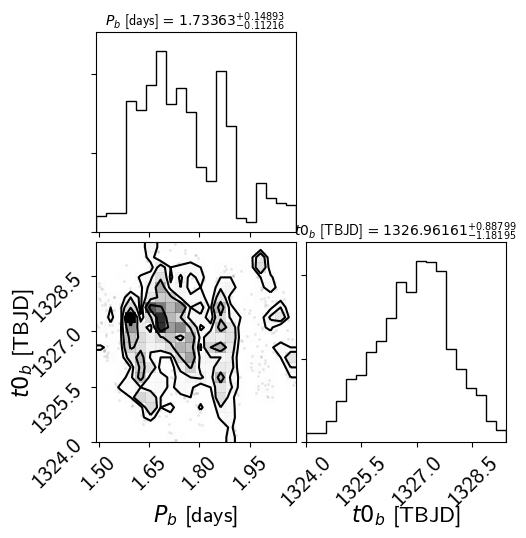 P_b [days] = 1.73363^{+0.14893}_{-0.11216}
t0_b [TBJD] = 1326.96161^{+0.88799}_{-1.18195}
t0_b [TBJD]
1328.5
1327.0
1325.5
1324.0
1.50 1.65 1.80 1.95
1324.0 1325.5 1327.0 1328.5
P_b [days]
t0_b [TBJD]